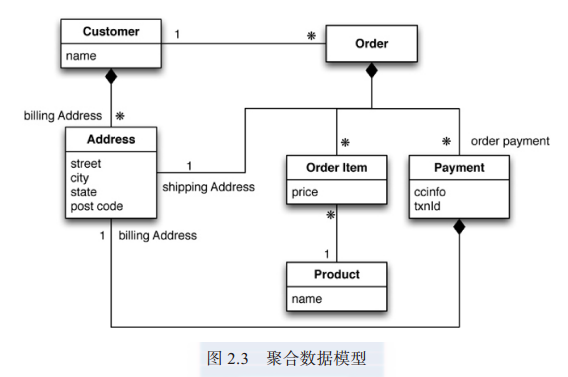 Customer
name
1
*
Order
billing Address
*
Address
street
city
state
post code
1
shipping Address
*
Order Item
price
*
order payment
Payment
ccinfo
txnId
*
1
Product
name
1
billing Address
图 2.3 聚合数据模型